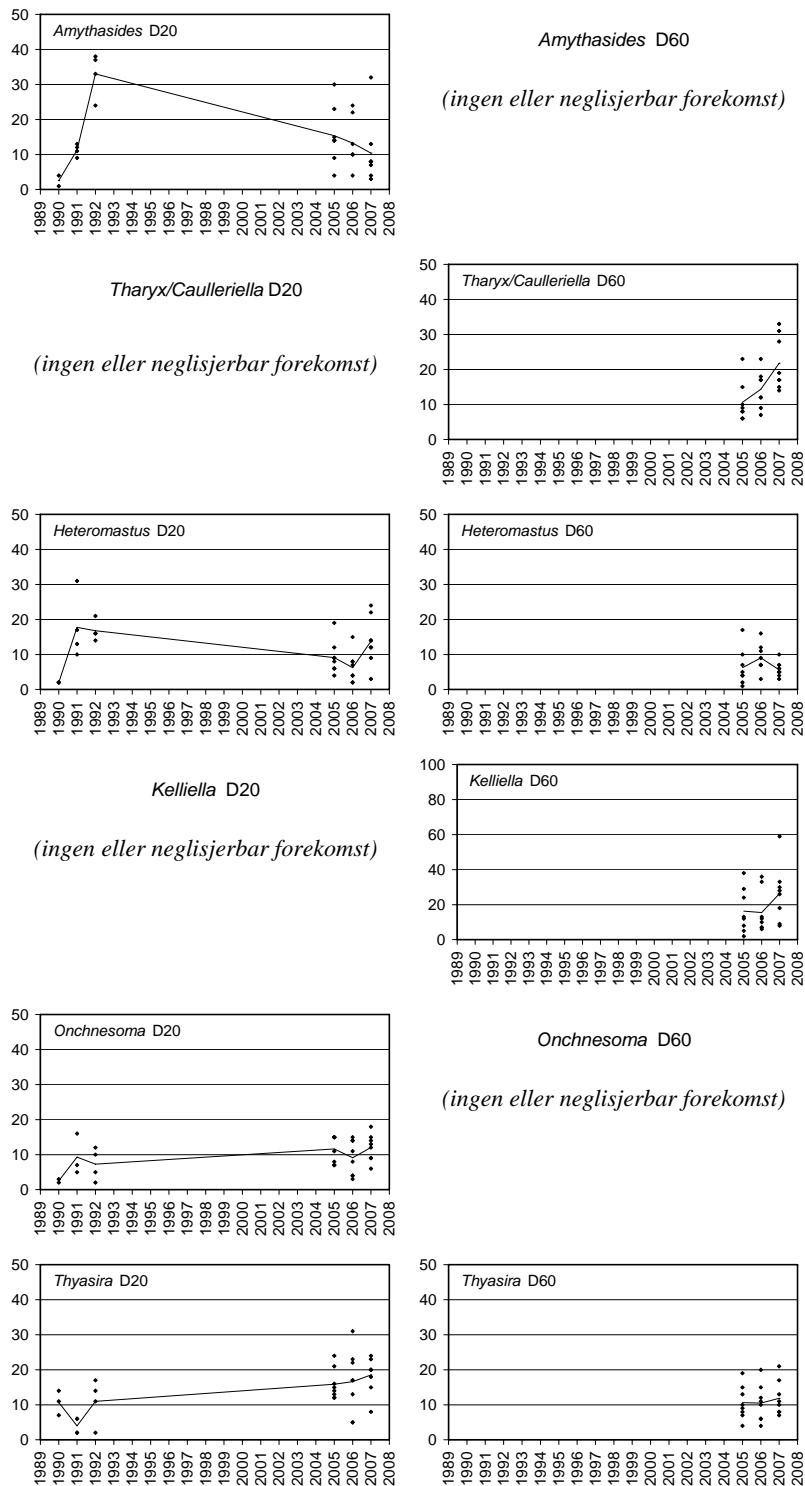 Amythasides D20
50
40
30
20
10
0
1989 1990 1991 1992 1993 1994 1995 1996 1997 1998 1999 2000 2001 2002 2003 2004 2005 2006 2007 2008
Amythasides D60
(ingen eller neglisjerbar forekomst)
Tharyx/Caulleriella D20
(ingen eller neglisjerbar forekomst)
Tharyx/Caulleriella D60
50
40
30
20
10
0
1989 1990 1991 1992 1993 1994 1995 1996 1997 1998 1999 2000 2001 2002 2003 2004 2005 2006 2007 2008
Heteromastus D20
50
40
30
20
10
0
1989 1990 1991 1992 1993 1994 1995 1996 1997 1998 1999 2000 2001 2002 2003 2004 2005 2006 2007 2008
Heteromastus D60
50
40
30
20
10
0
1989 1990 1991 1992 1993 1994 1995 1996 1997 1998 1999 2000 2001 2002 2003 2004 2005 2006 2007 2008
Kelliella D20
(ingen eller neglisjerbar forekomst)
Kelliella D60
100
80
60
40
20
0
1989 1990 1991 1992 1993 1994 1995 1996 1997 1998 1999 2000 2001 2002 2003 2004 2005 2006 2007 2008
Onchnesoma D20
50
40
30
20
10
0
1989 1990 1991 1992 1993 1994 1995 1996 1997 1998 1999 2000 2001 2002 2003 2004 2005 2006 2007 2008
Onchnesoma D60
(ingen eller neglisjerbar forekomst)
Thyasira D20
50
40
30
20
10
0
1989 1990 1991 1992 1993 1994 1995 1996 1997 1998 1999 2000 2001 2002 2003 2004 2005 2006 2007 2008
Thyasira D60
50
40
30
20
10
0
1989 1990 1991 1992 1993 1994 1995 1996 1997 1998 1999 2000 2001 2002 2003 2004 2005 2006 2007 2008